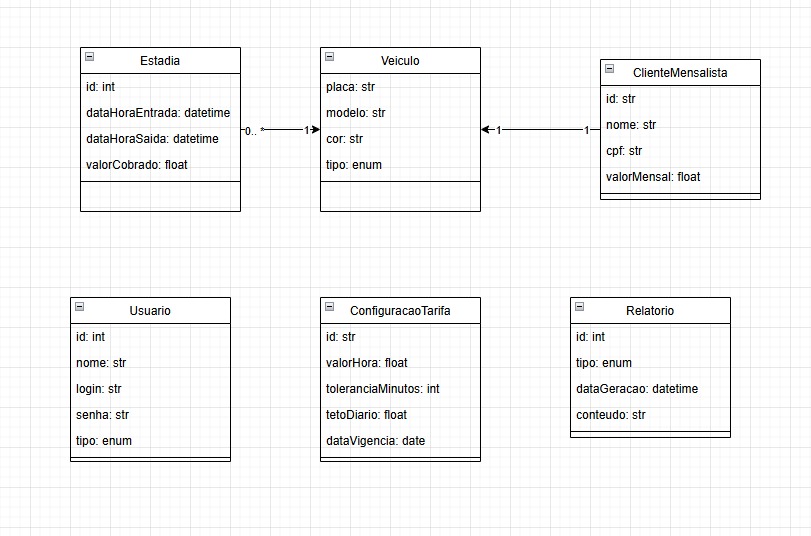 Estadia
id: int
dataHoraEntrada: datetime
dataHoraSaida: datetime
valorCobrado: float
0.. *
1
Veiculo
placa: str
modelo: str
cor: str
tipo: enum
1
1
ClienteMensalista
id: str
nome: str
cpf: str
valorMensal: float
Usuario
id: int
nome: str
login: str
senha: str
tipo: enum
ConfiguracaoTarifa
id: str
valorHora: float
toleranciaMinutos: int
tetoDiario: float
dataVigencia: date
Relatorio
id: int
tipo: enum
dataGeracao: datetime
conteudo: str